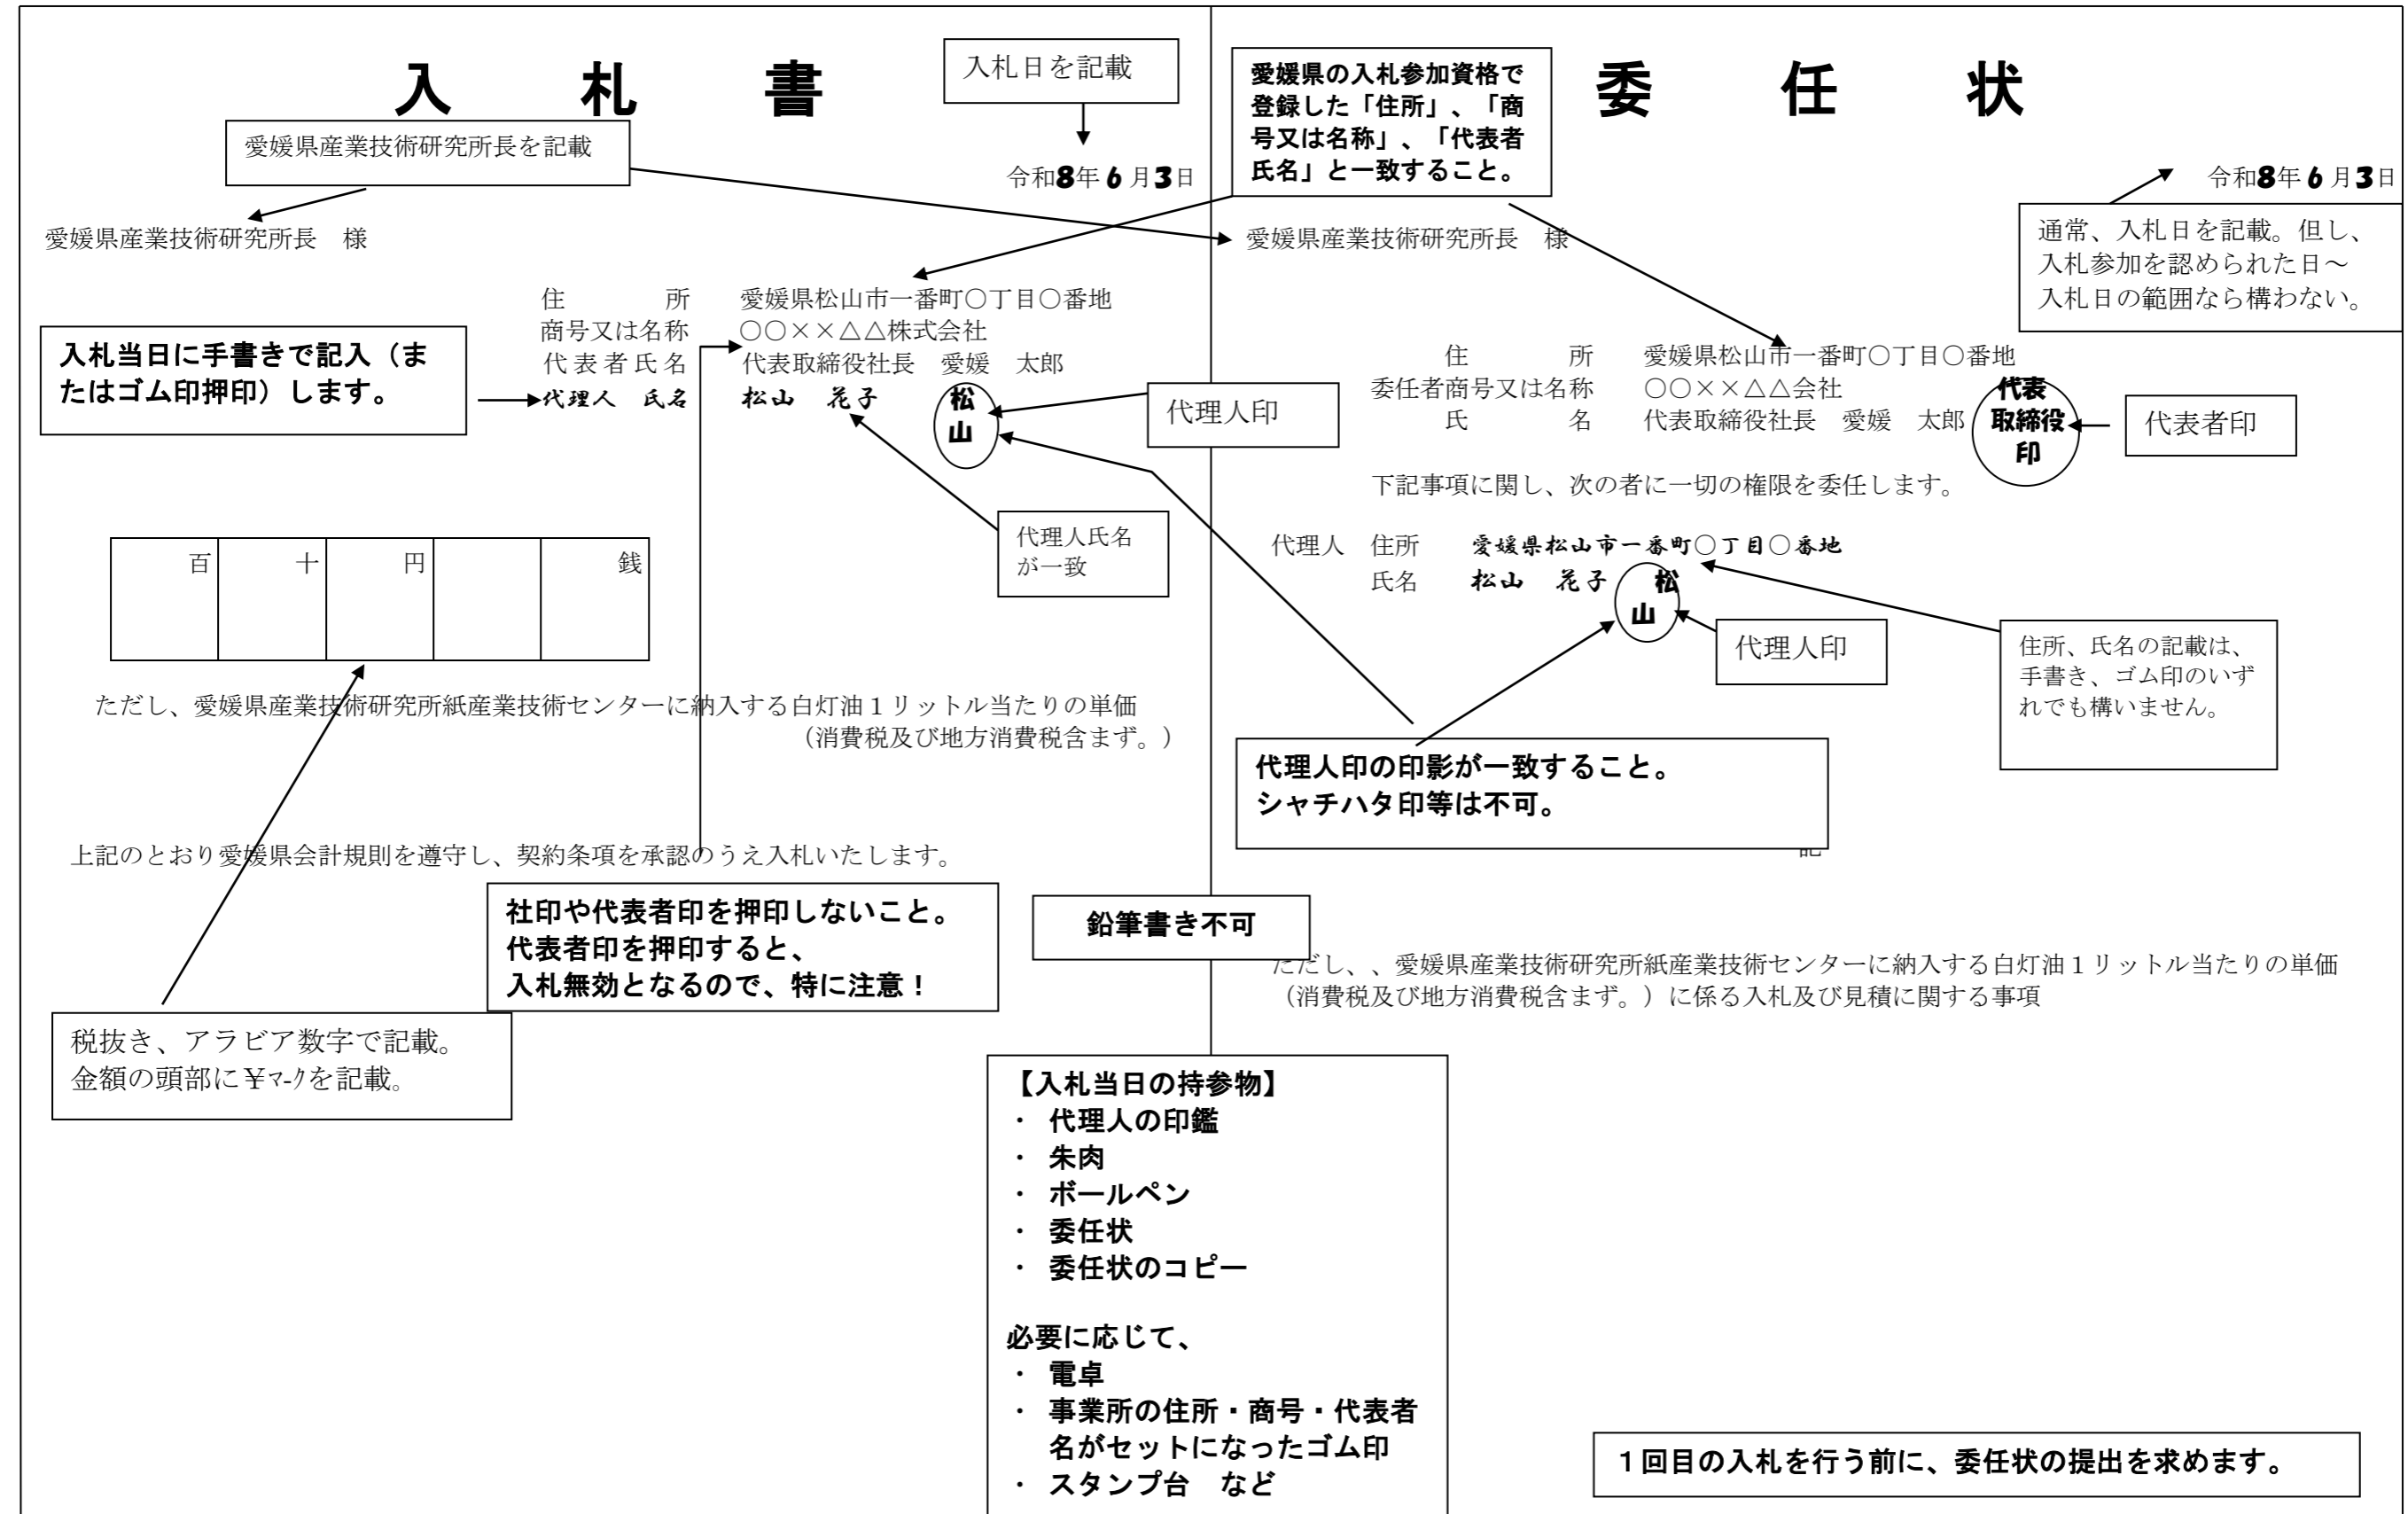 入　札　書
入札日を記載
愛媛県産業技術研究所長を記載
令和8年6月3日
愛媛県産業技術研究所長　様
住　　　所　愛媛県松山市一番町○丁目○番地
商号又は名称　○○××△△株式会社
代表者氏名　代表取締役社長　愛媛　太郎
代理人　氏名　松山　花子　松
山
入札当日に手書きで記入（ま
たはゴム印押印）します。
代理人印
代理人氏名
が一致
百　十　円　銭
ただし、愛媛県産業技術研究所紙産業技術センターに納入する白灯油１リットル当たりの単価
（消費税及び地方消費税含まず。）
上記のとおり愛媛県会計規則を遵守し、契約条項を承認のうえ入札いたします。
社印や代表者印を押印しないこと。
代表者印を押印すると、
入札無効となるので、特に注意！
税抜き、アラビア数字で記載。
金額の頭部に￥ﾏｰｸを記載。
愛媛県の入札参加資格で
登録した「住所」、「商
号又は名称」、「代表者
氏名」と一致すること。
委　任　状
令和8年6月3日
通常、入札日を記載。但し、
入札参加を認められた日～
入札日の範囲なら構わない。
愛媛県産業技術研究所長　様
住　　　所　愛媛県松山市一番町○丁目○番地
委任者商号又は名称　○○××△△会社
氏　　　名　代表取締役社長　愛媛　太郎
代表
取締役
印
代表者印
下記事項に関し、次の者に一切の権限を委任します。
代理人　住所　愛媛県松山市一番町○丁目○番地
氏名　松山　花子　松
山
代理人印
住所、氏名の記載は、
手書き、ゴム印のいず
れでも構いません。
代理人印の印影が一致すること。
シャチハタ印等は不可。
記
鉛筆書き不可
ただし、、愛媛県産業技術研究所紙産業技術センターに納入する白灯油１リットル当たりの単価
（消費税及び地方消費税含まず。）に係る入札及び見積に関する事項
【入札当日の持参物】
・ 代理人の印鑑
・ 朱肉
・ ボールペン
・ 委任状
・ 委任状のコピー
必要に応じて、
・ 電卓
・ 事業所の住所・商号・代表者
名がセットになったゴム印
・ スタンプ台　など
１回目の入札を行う前に、委任状の提出を求めます。